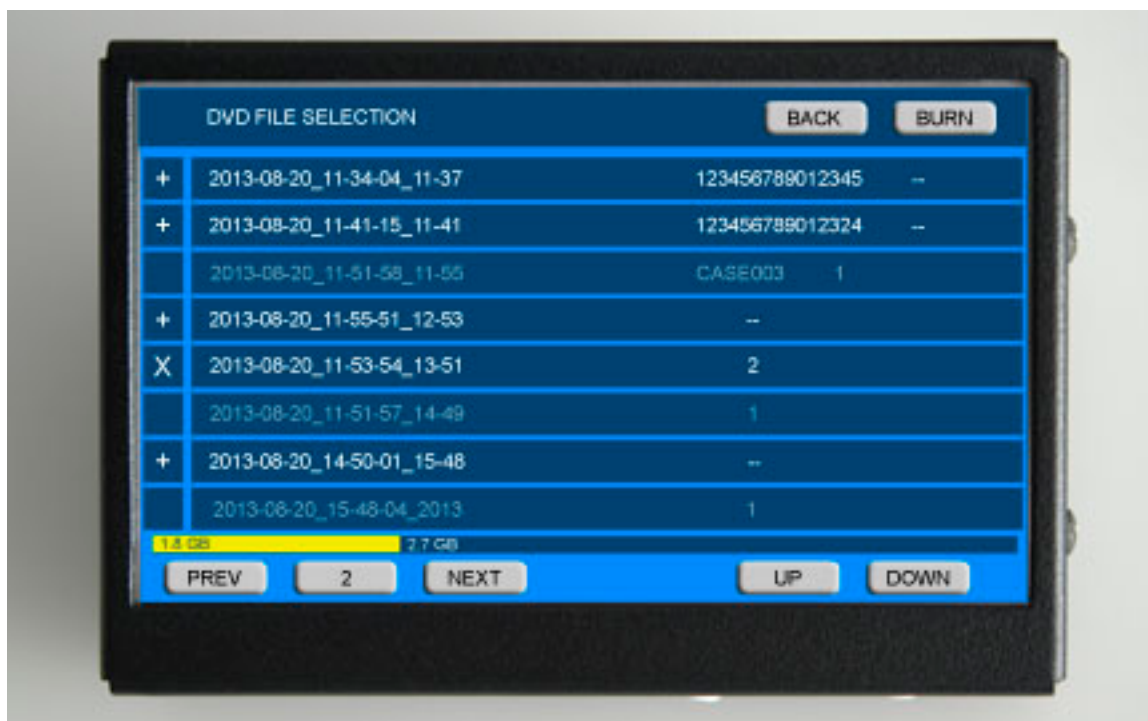 DVD FILE SELECTION BACK BURN
+ 2013-08-20_11-34-04_11-37 123456789012345 --
+ 2013-08-20_11-41-15_11-41 123456789012324 --
2013-08-20_11-51-58_11-55 CASE003 1
+ 2013-08-20_11-55-51_12-53 --
X 2013-08-20_11-53-54_13-51 2
2013-08-20_11-51-57_14-49 1
+ 2013-08-20_14-50-01_15-48 --
2013-08-20_15-48-04_2013 1
1.8 GB 2.7 GB
PREV 2 NEXT UP DOWN